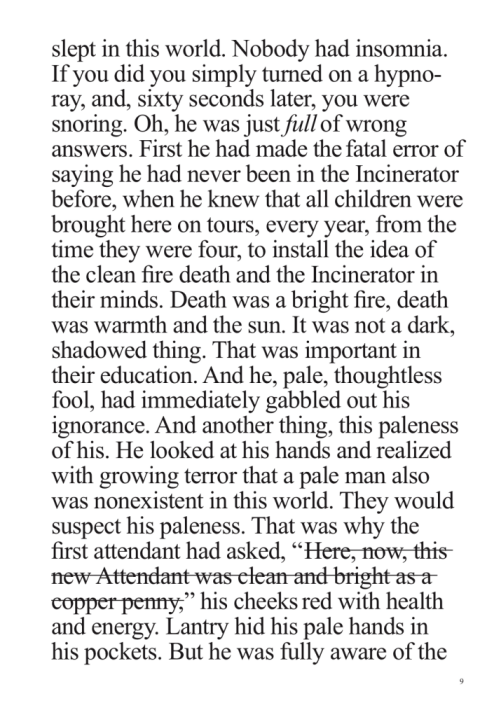 slept in this world. Nobody had insomnia.
If you did you simply turned on a hypno-
ray, and, sixty seconds later, you were
snoring. Oh, he was just full of wrong
answers. First he had made the fatal error of
saying he had never been in the Incinerator
before, when he knew that all children were
brought here on tours, every year, from the
time they were four, to install the idea of
the clean fire death and the Incinerator in
their minds. Death was a bright fire, death
was warmth and the sun. It was not a dark,
shadowed thing. That was important in
their education. And he, pale, thoughtless
fool, had immediately gabbled out his
ignorance. And another thing, this paleness
of his. He looked at his hands and realized
with growing terror that a pale man also
was nonexistent in this world. They would
suspect his paleness. That was why the
first attendant had asked, “Here, now, this
new Attendant was clean and bright as a
copper penny,” his cheeks red with health
and energy. Lantry hid his pale hands in
his pockets. But he was fully aware of the
9